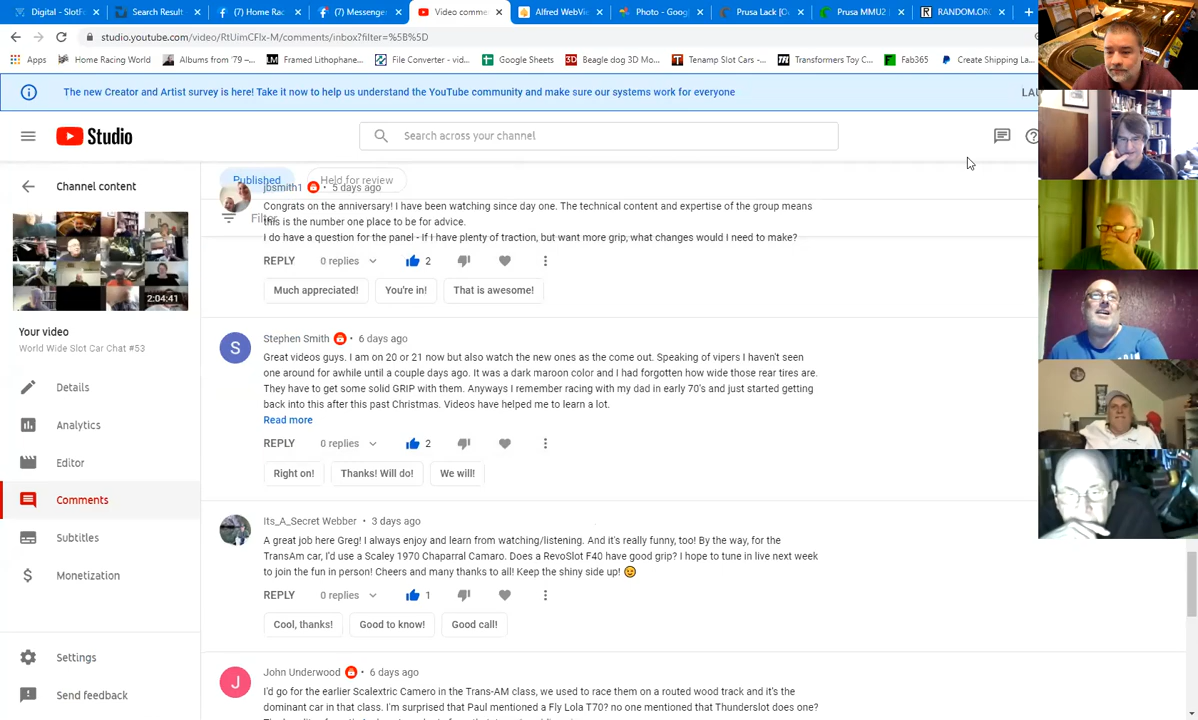 Digital - SlotF
Search Result
(7) Home Rac
(7) Messenge
Video comme
Alfred WebVie
Photo - Goog
Prusa Lack [O
Prusa MMU2
RANDOM.OR
studio.youtube.com/video/RtUimCFIx-M/comments/inbox?filter=%5B%5D
Apps
Home Racing World
Albums from '79 –...
Framed Lithophane...
File Converter - vid...
Google Sheets
Beagle dog 3D Mo...
Tenamp Slot Cars -...
Transformers Toy C...
Fab365
Create Shipping La...
The new Creator and Artist survey is here! Take it now to help us understand the YouTube community and make sure our systems work for everyone
LAU
Studio
Search across your channel
Channel content
2:04:41
Your video
World Wide Slot Car Chat #53
Details
Analytics
Editor
Comments
Subtitles
Monetization
Settings
Send feedback
Published
Held for review
Filter
jbsmith1 • 5 days ago
Congrats on the anniversary! I have been watching since day one. The technical content and expertise of the group means
this is the number one place to be for advice.
I do have a question for the panel - If I have plenty of traction, but want more grip, what changes would I need to make?
REPLY 0 replies 2
Much appreciated! You're in! That is awesome!
S
Stephen Smith • 6 days ago
Great videos guys. I am on 20 or 21 now but also watch the new ones as the come out. Speaking of vipers I haven't seen
one around for awhile until a couple days ago. It was a dark maroon color and I had forgotten how wide those rear tires are.
They have to get some solid GRIP with them. Anyways I remember racing with my dad in early 70's and just started getting
back into this after this past Christmas. Videos have helped me to learn a lot.
Read more
REPLY 0 replies 2
Right on! Thanks! Will do! We will!
Its_A_Secret Webber • 3 days ago
A great job here Greg! I always enjoy and learn from watching/listening. And it's really funny, too! By the way, for the
TransAm car, I'd use a Scaley 1970 Chaparral Camaro. Does a RevoSlot F40 have good grip? I hope to tune in live next week
to join the fun in person! Cheers and many thanks to all! Keep the shiny side up! 😉
REPLY 0 replies 1
Cool, thanks! Good to know! Good call!
J
John Underwood • 6 days ago
I'd go for the earlier Scalextric Camero in the Trans-AM class, we used to race them on a routed wood track and it's the
dominant car in that class. I'm surprised that Paul mentioned a Fly Lola T70? no one mentioned that Thunderslot does one?